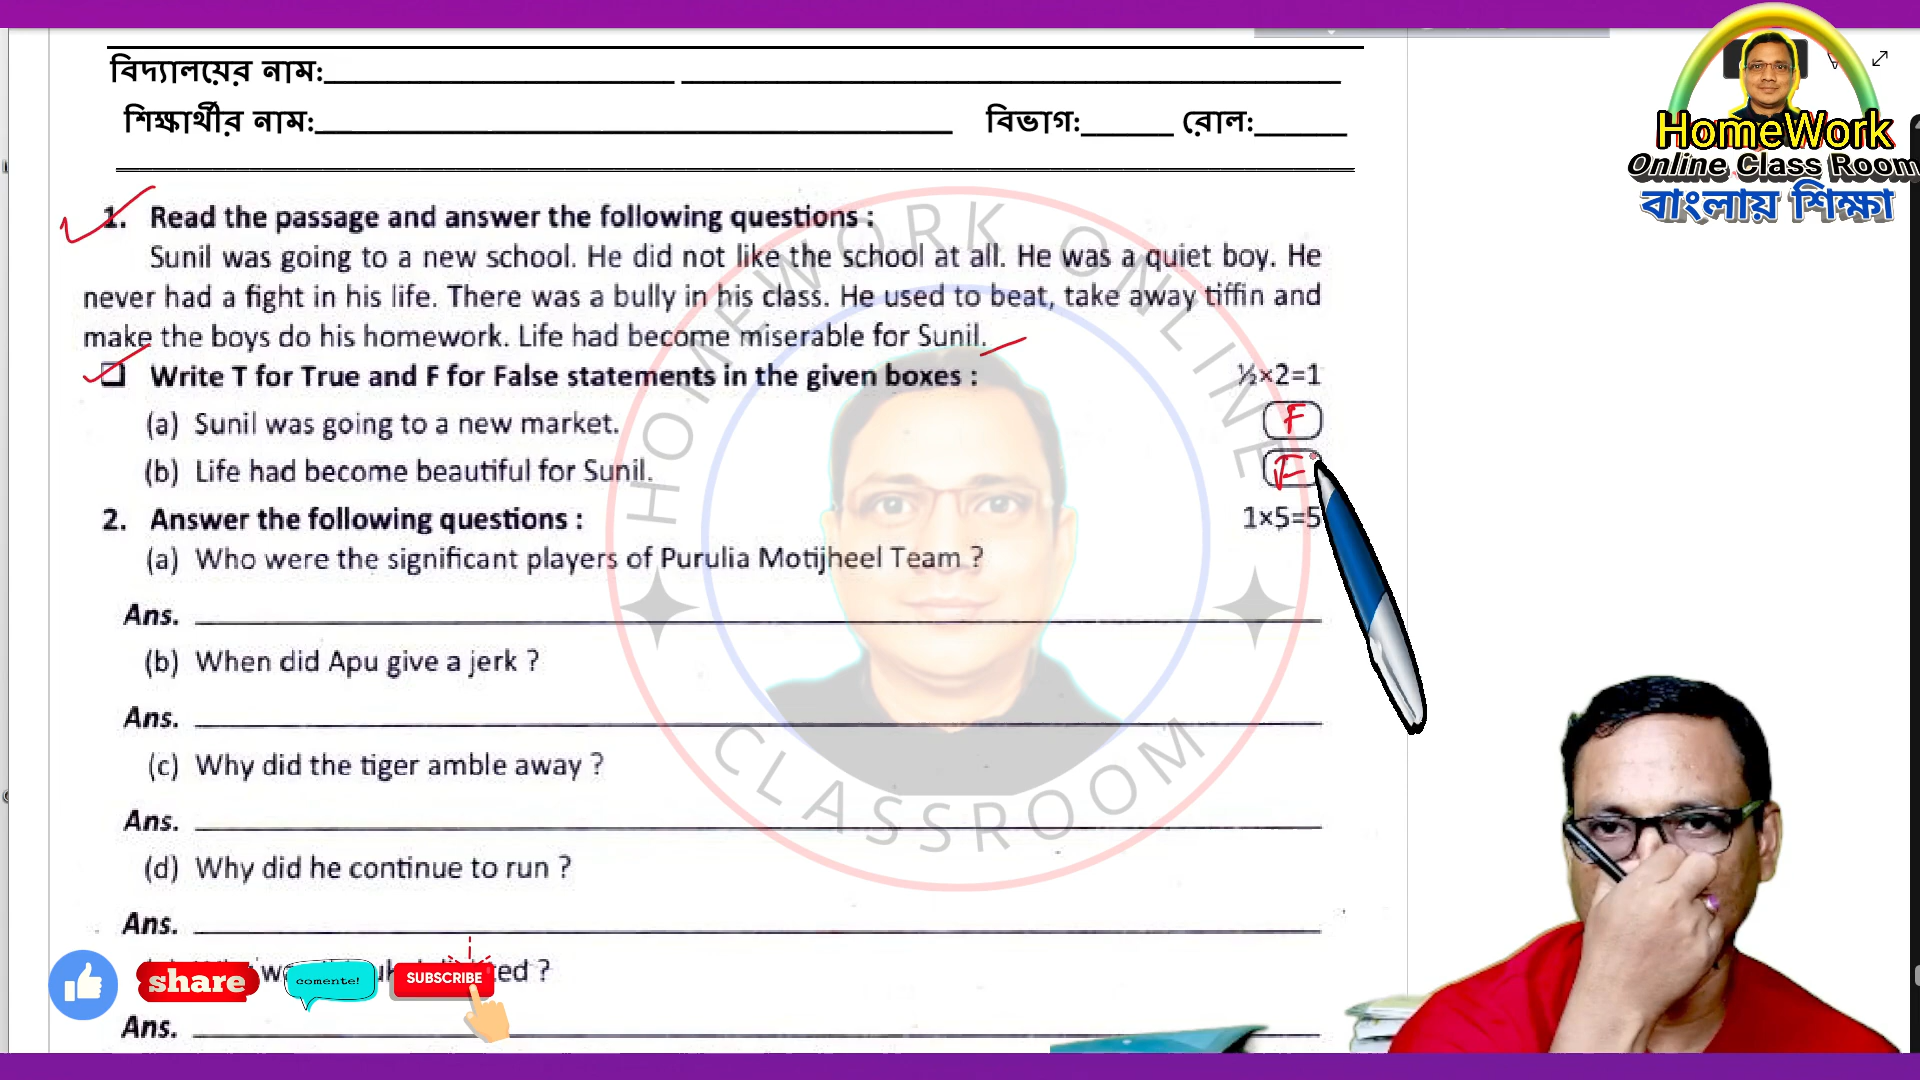 বিদ্যালয়ের নাম:
শিক্ষার্থীর নাম: বিভাগ: রোল:
HomeWork
Online Class Room
বাংলায় শিক্ষা
1. Read the passage and answer the following questions :
Sunil was going to a new school. He did not like the school at all. He was a quiet boy. He
never had a fight in his life. There was a bully in his class. He used to beat, take away tiffin and
make the boys do his homework. Life had become miserable for Sunil.
Write T for True and F for False statements in the given boxes : ½×2=1
(a) Sunil was going to a new market. F
(b) Life had become beautiful for Sunil. F
2. Answer the following questions : 1×5=5
(a) Who were the significant players of Purulia Motijheel Team ?
Ans.
(b) When did Apu give a jerk ?
Ans.
(c) Why did the tiger amble away ?
Ans.
(d) Why did he continue to run ?
Ans.
share comente! SUBSCRIBE
Ans.
HOMEWORK ONLINE
CLASSROOM